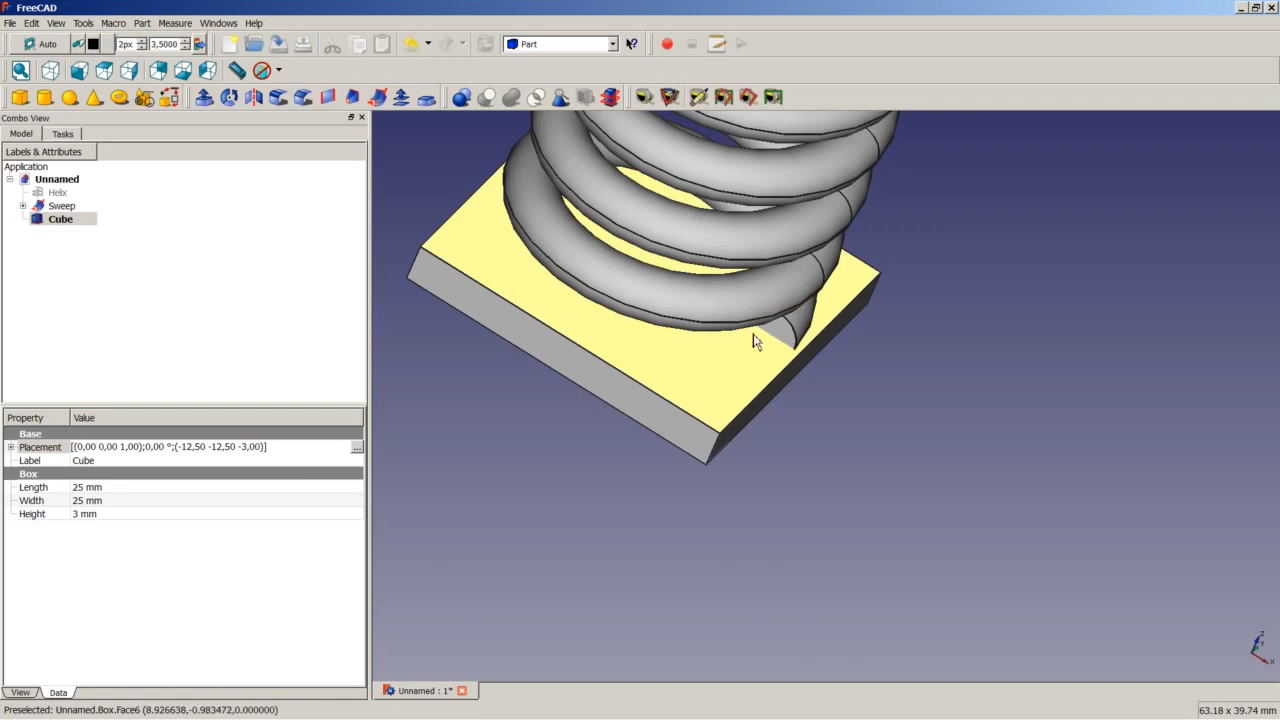 FreeCAD
File Edit View Tools Macro Part Measure Windows Help
Auto 2px 3,5000 Part
Combo View
Model Tasks
Labels & Attributes
Application
Unnamed
Helix
Sweep
Cube
Property Value
Base
Placement [(0,00 0,00 1,00);0,00 °;(-12,50 -12,50 -3,00)] ...
Label Cube
Box
Length 25 mm
Width 25 mm
Height 3 mm
Z
Y
X
View Data
Unnamed : 1*
Preselected: Unnamed.Box.Face6 (8.926638,-0.983472,0.000000)
63.18 x 39.74 mm